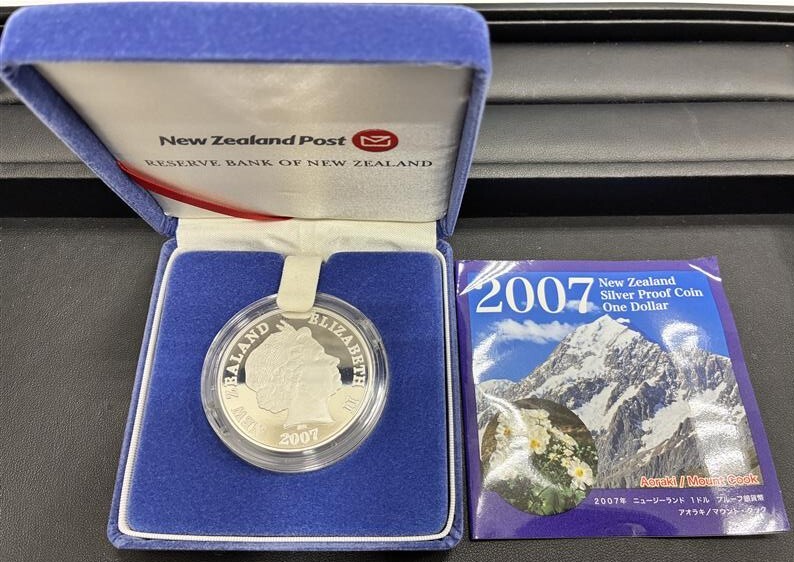 New Zealand Post
RESERVE BANK OF NEW ZEALAND
NEW ZEALAND ELIZABETH II
2007
2007 New Zealand
Silver Proof Coin
One Dollar
Aoraki / Mount Cook
2007年 ニュージーランド 1ドル プルーフ銀貨幣
アオラキ/マウント・クック